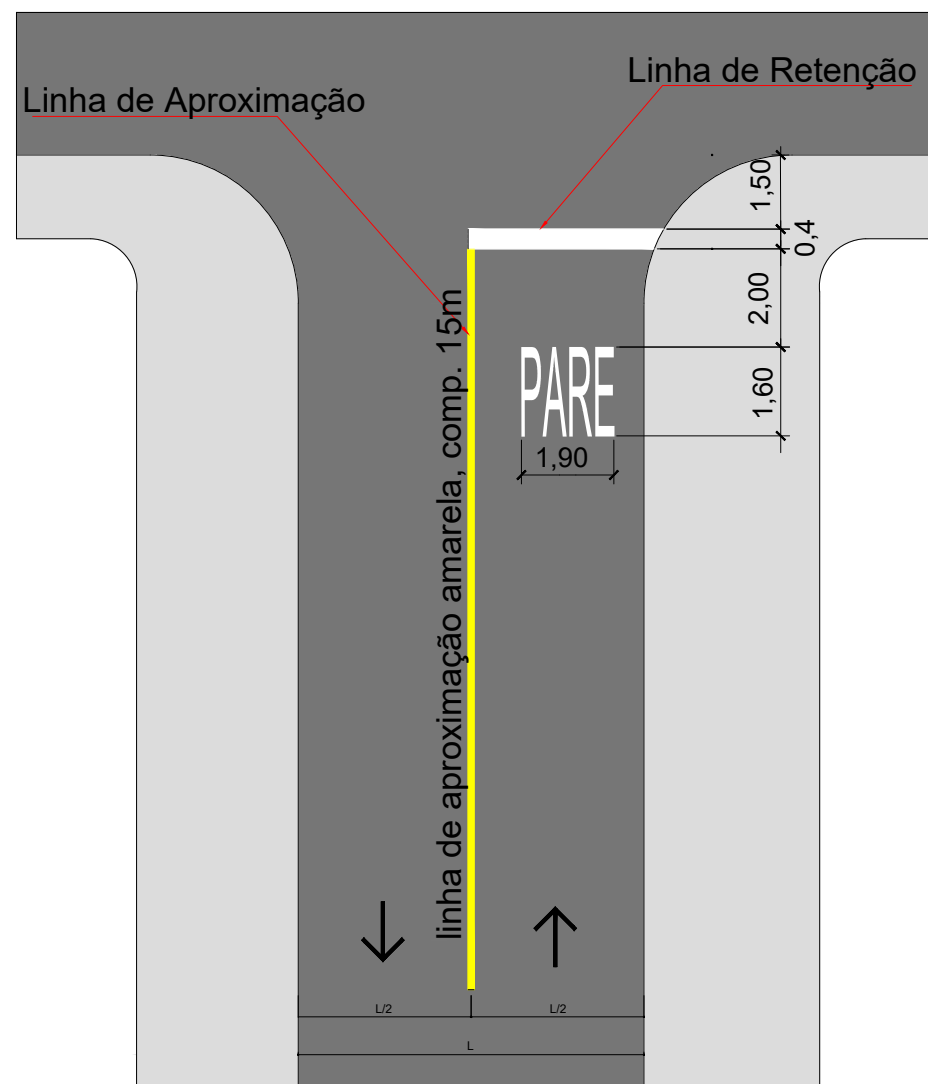 Linha de Retenção
Linha de Aproximação
1,50
0,4
2,00
linha de aproximação amarela, comp. 15m
PARE
1,60
1,90
L/2
L/2
L